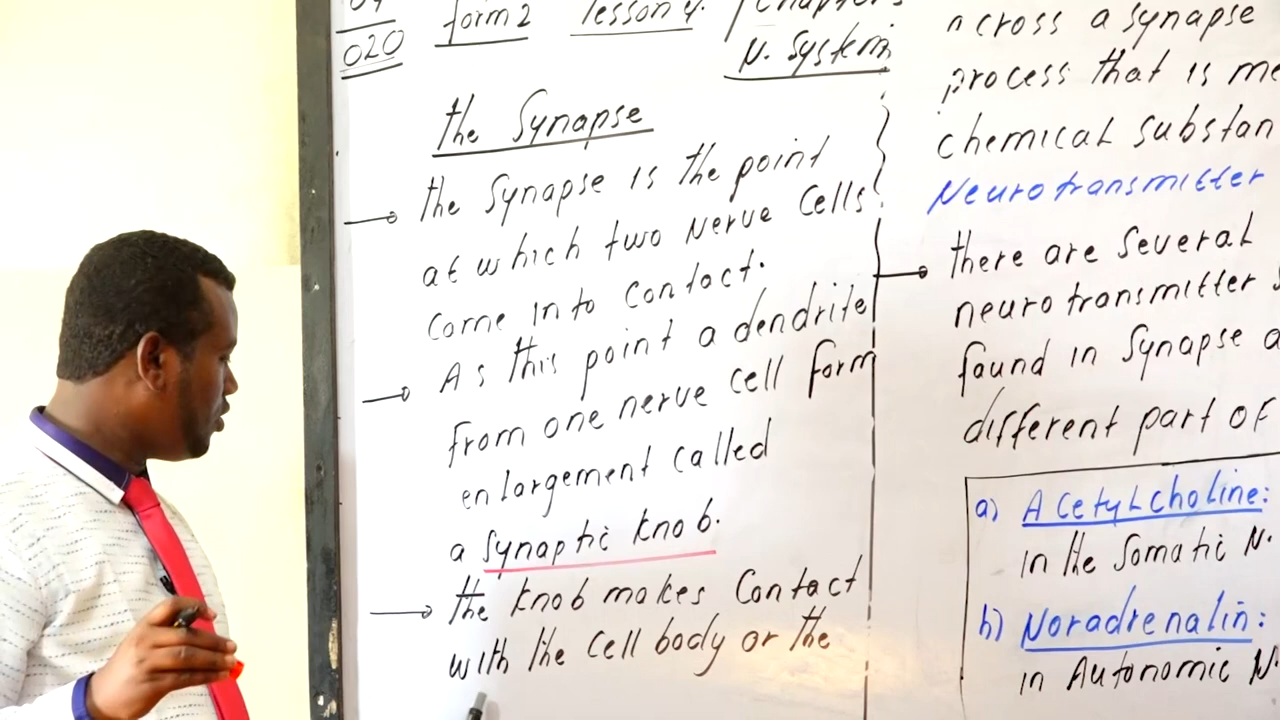 020
form 2 lesson 4.
N. System
the Synapse
the synapse is the point
at which two Nerve Cells
come into contact.
As this point a dendrite
from one nerve cell form
enlargement called
a synaptic knob.
the knob makes Contact
with the cell body or the
across a synapse
process that is
chemical
Neurotransmitter
there are several
neurotransmitter
found in synapse
different part of
a) Acetylcholine:
in the Somatic N.
b) Noradrenalin:
in Autonomic N.